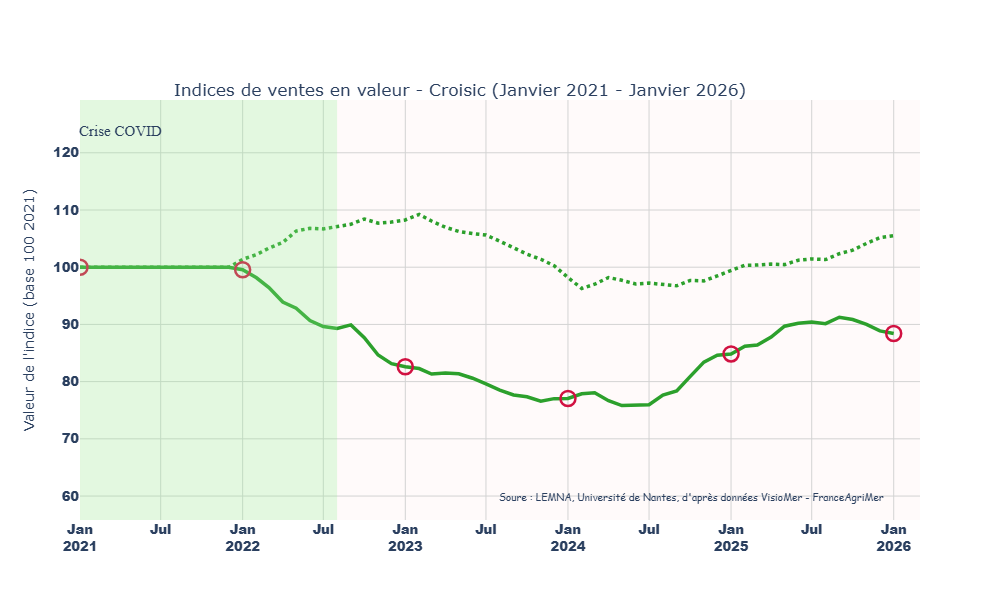 Indices de ventes en valeur - Croisic (Janvier 2021 - Janvier 2026)
Crise COVID
Valeur de l'indice (base 100 2021)
120
110
100
90
80
70
60
Soure : LEMNA, Université de Nantes, d'après données VisioMer - FranceAgriMer
Jan Jul Jan Jul Jan Jul Jan Jul Jan Jul Jan
2021 2022 2023 2024 2025 2026